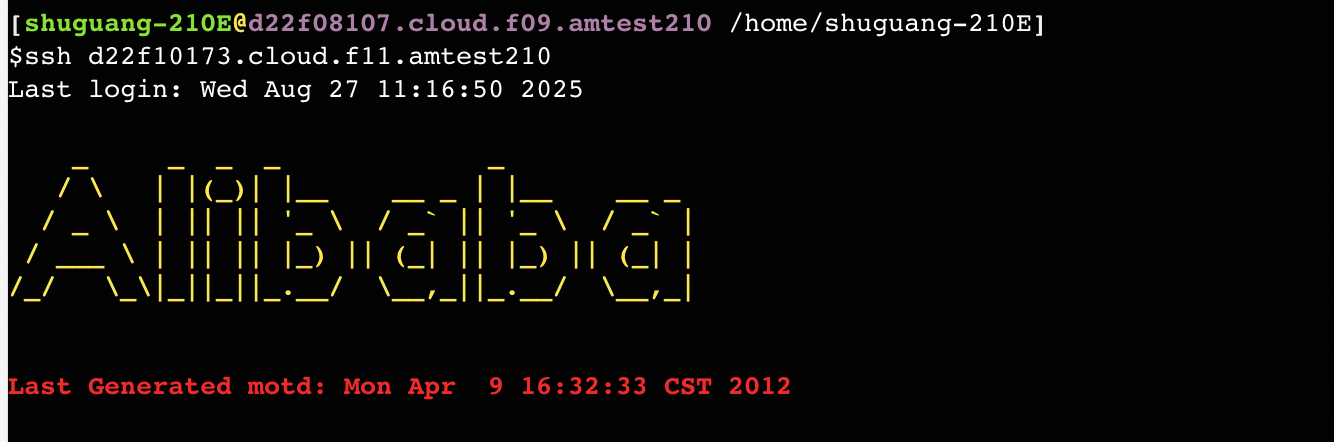 [shuguang-210E@d22f08107.cloud.f09.amtest210 /home/shuguang-210E]
$ssh d22f10173.cloud.f11.amtest210
Last login: Wed Aug 27 11:16:50 2025
Alibaba
Last Generated motd: Mon Apr  9 16:32:33 CST 2012